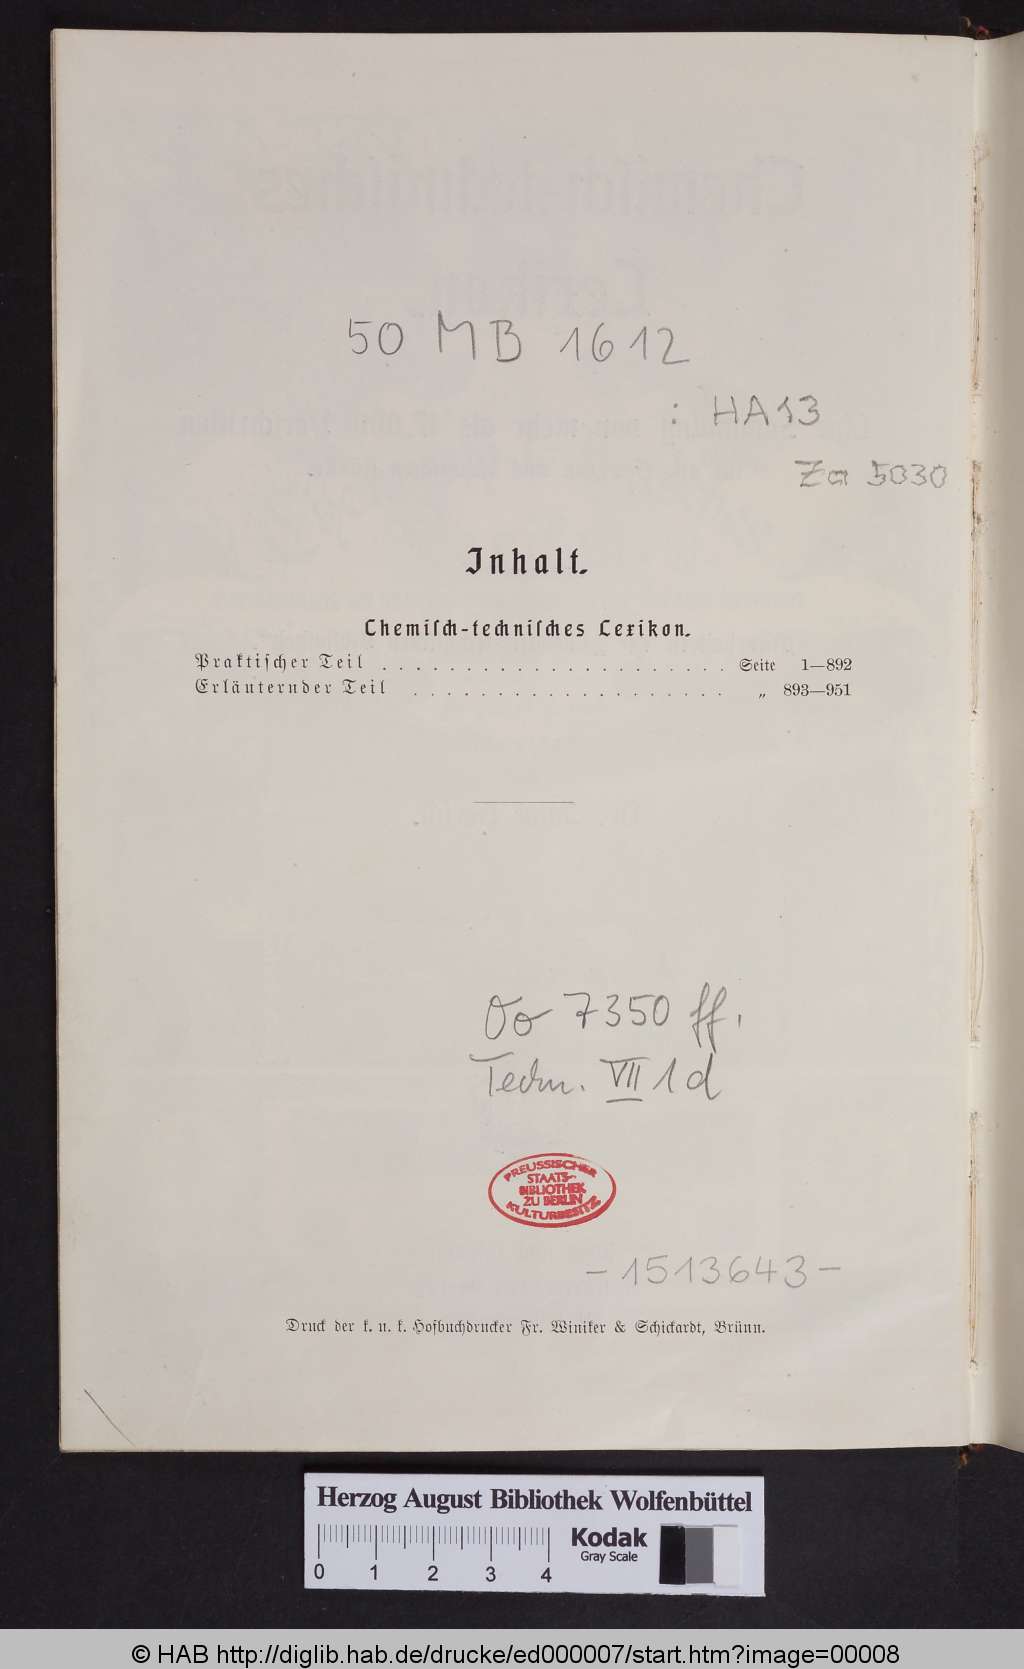 50 MB 1612
: HA13
Za 5030
Inhalt.
Chemiſch-techniſches Lexikon.
Praktiſcher Teil . . . . . . . . . . . . . . . . . . . . . Seite 1—892
Erläuternder Teil . . . . . . . . . . . . . . . . . . . „ 893—951
Oo 7350 ff.
Techn. VII 1 d
PREUSSISCHER
STAATS-
BIBLIOTHEK
ZU BERLIN
KULTURBESITZ
- 1513643 -
Druck der k. u. k. Hofbuchdrucker Fr. Winiker & Schickardt, Brünn.
Herzog August Bibliothek Wolfenbüttel
Kodak
Gray Scale
0 1 2 3 4
© HAB http://diglib.hab.de/drucke/ed000007/start.htm?image=00008